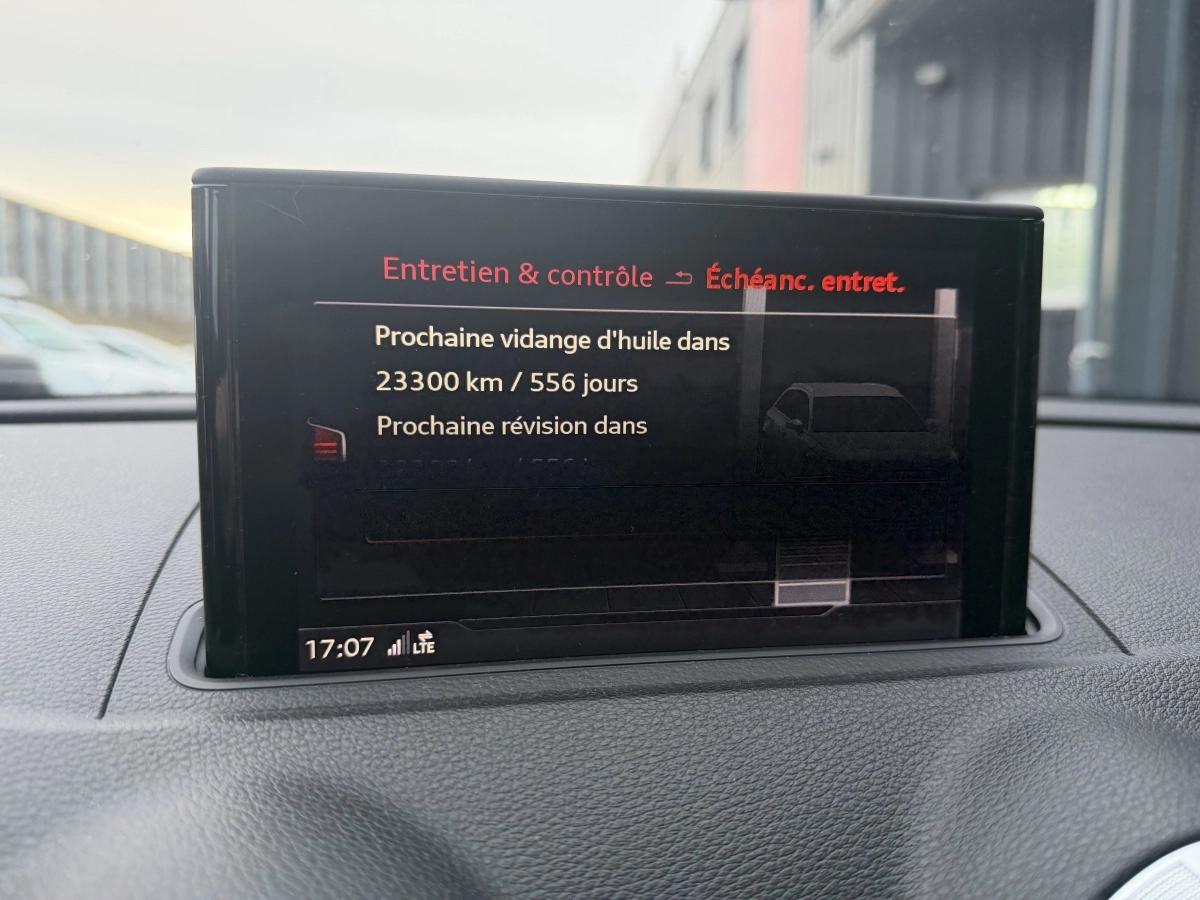 Entretien & contrôle Échéanc. entret.
Prochaine vidange d'huile dans
23300 km / 556 jours
Prochaine révision dans
17:07 LTE